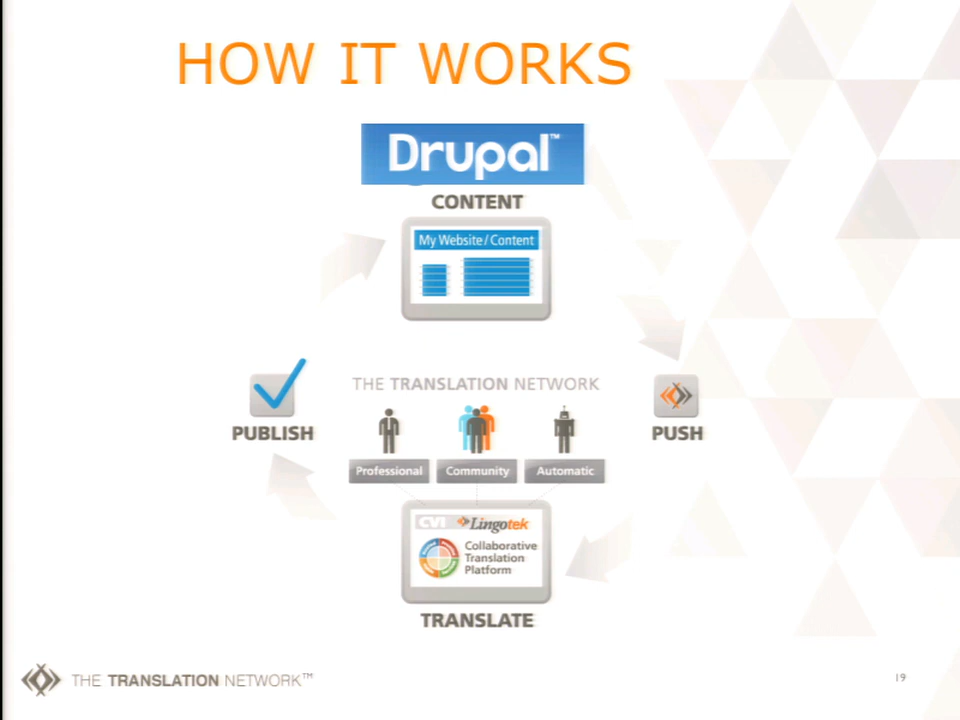 HOW IT WORKS
Drupal™
CONTENT
My Website/Content
THE TRANSLATION NETWORK
PUBLISH
PUSH
Professional
Community
Automatic
CVI Lingotek
Collaborative
Translation
Platform
TRANSLATE
THE TRANSLATION NETWORK™
19